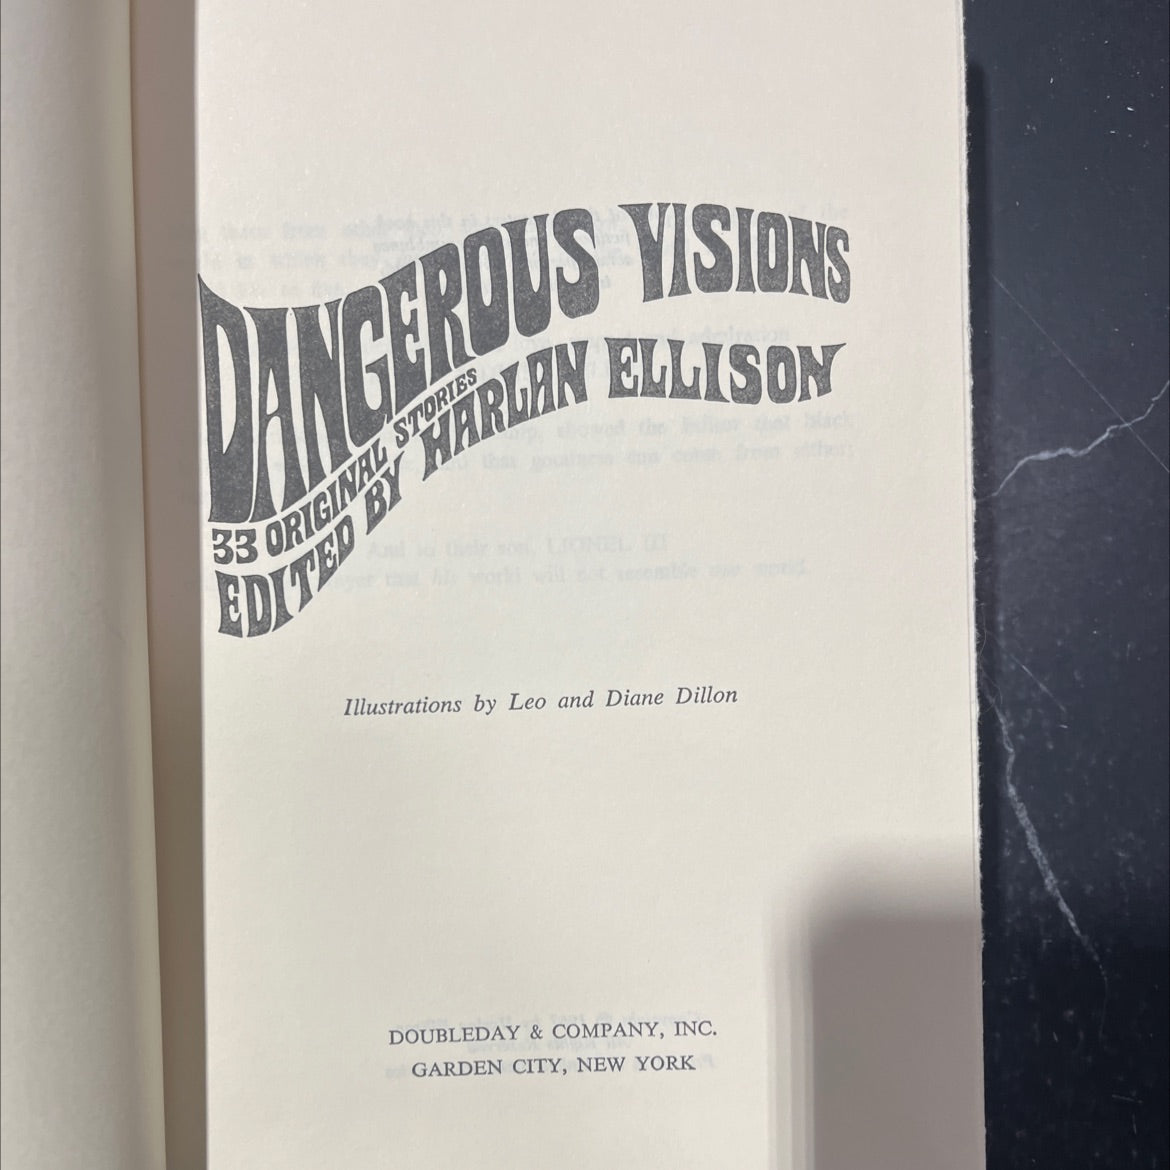 DANGEROUS VISIONS
33 ORIGINAL STORIES
EDITED BY HARLAN ELLISON
Illustrations by Leo and Diane Dillon
DOUBLEDAY & COMPANY, INC.
GARDEN CITY, NEW YORK